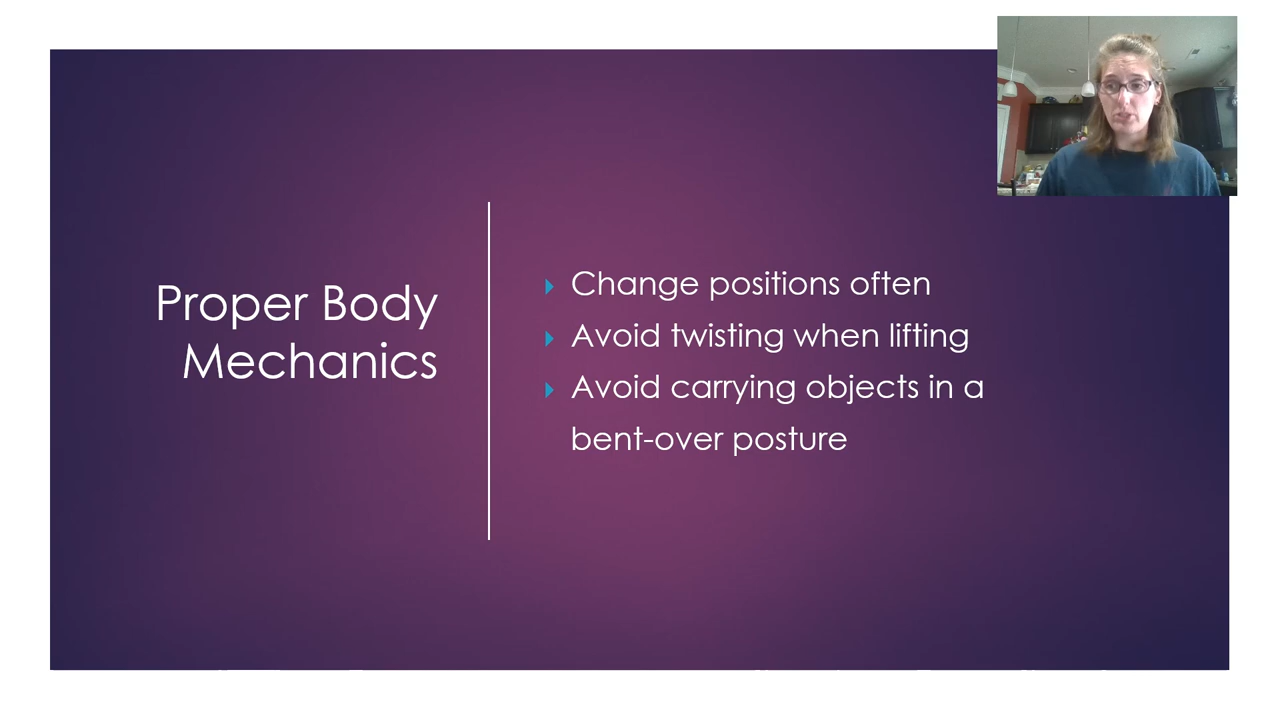 Proper Body
Mechanics
Change positions often
Avoid twisting when lifting
Avoid carrying objects in a
bent-over posture